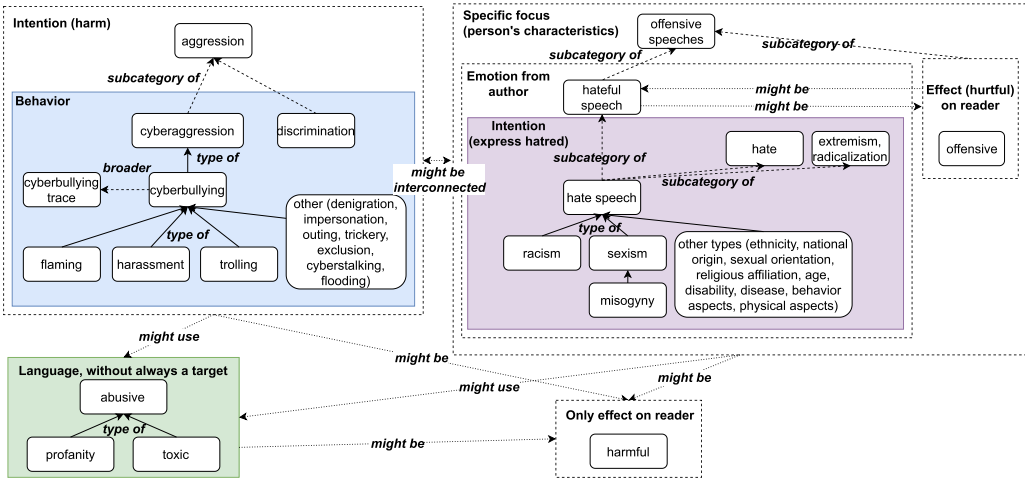 Intention (harm)
aggression
subcategory of
Behavior
cyberaggression
discrimination
type of
broader
cyberbullying
trace
cyberbullying
other (denigration,
impersonation,
outing, trickery,
exclusion,
cyberstalking,
flooding)
type of
flaming
harassment
trolling
might be
interconnected
Specific focus
(person's characteristics)
offensive
speeches
subcategory of
subcategory of
Emotion from
author
hateful
speech
might be
might be
Effect (hurtful)
on reader
offensive
Intention
(express hatred)
hate
extremism,
radicalization
subcategory of
subcategory of
hate speech
type of
racism
sexism
misogyny
other types (ethnicity, national
origin, sexual orientation,
religious affiliation, age,
disability, disease, behavior
aspects, physical aspects)
might use
might be
might use
might be
Language, without always a target
abusive
type of
profanity
toxic
might be
Only effect on reader
harmful